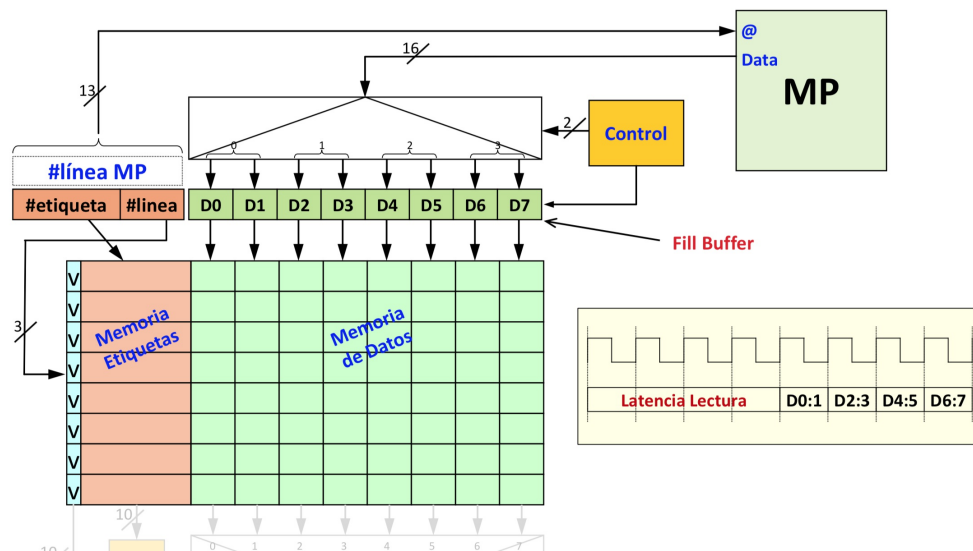 @
16
Data
MP
13
2
Control
0 1 2 3
#línea MP
#etiqueta #linea D0 D1 D2 D3 D4 D5 D6 D7
Fill Buffer
V
V
3
V
V
V
V
V
V
Memoria
Etiquetas
Memoria
de Datos
Latencia Lectura D0:1 D2:3 D4:5 D6:7
10
10
0 1 2 3 4 5 6 7